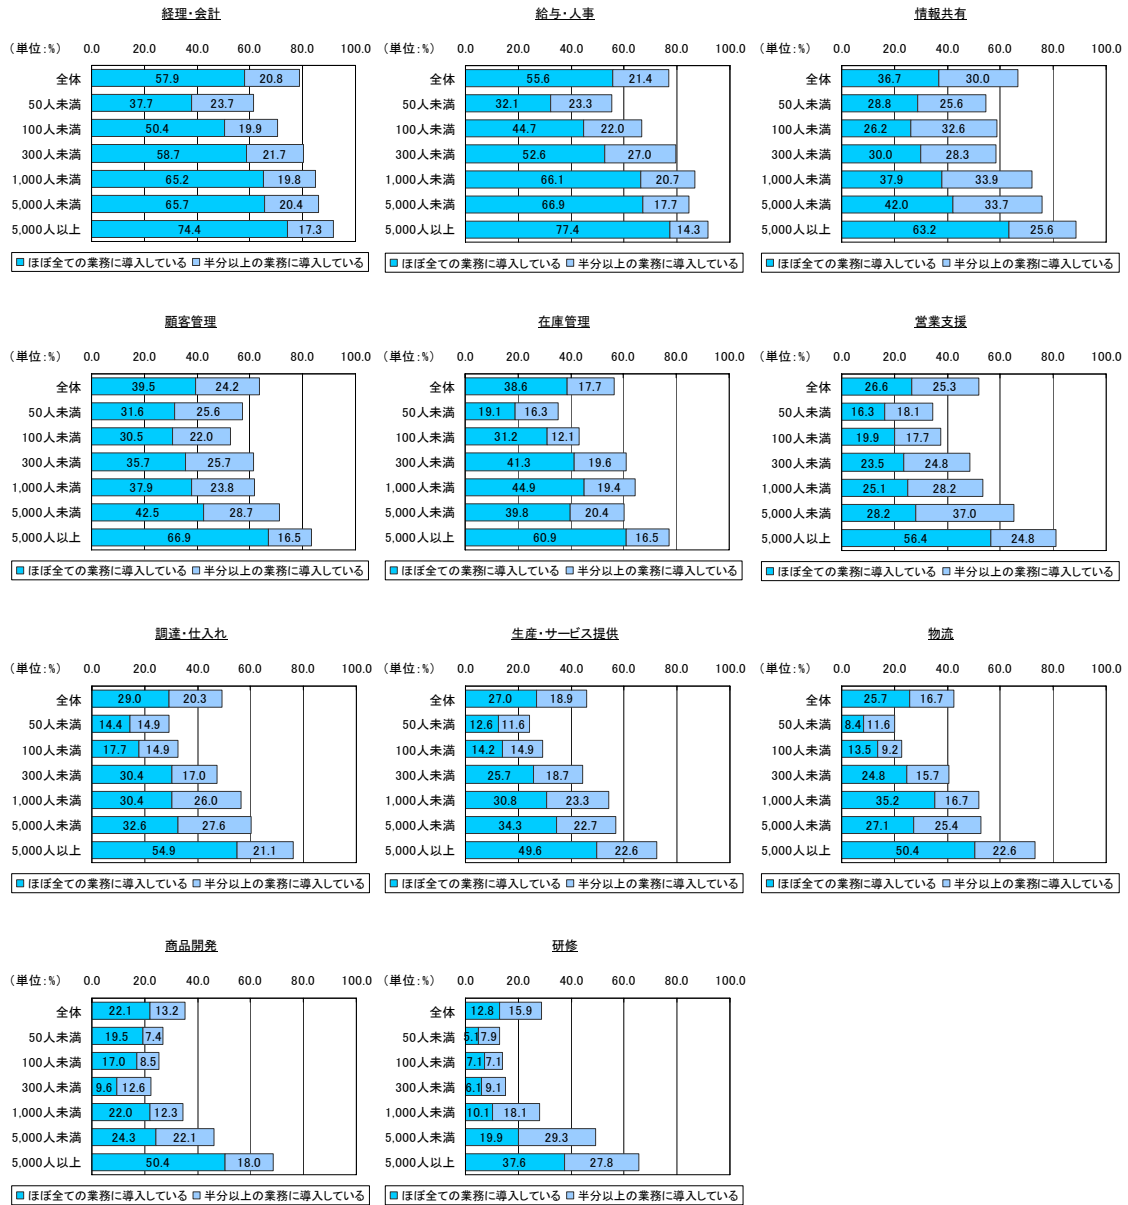 経理・会計
(単位:%) 0.0 20.0 40.0 60.0 80.0 100.0
全体 57.9 20.8
50人未満 37.7 23.7
100人未満 50.4 19.9
300人未満 58.7 21.7
1,000人未満 65.2 19.8
5,000人未満 65.7 20.4
5,000人以上 74.4 17.3
ほぼ全ての業務に導入している 半分以上の業務に導入している
給与・人事
0.0 20.0 40.0 60.0 80.0 100.0
(単位:%)
全体 55.6 21.4
50人未満 32.1 23.3
100人未満 44.7 22.0
300人未満 52.6 27.0
1,000人未満 66.1 20.7
5,000人未満 66.9 17.7
5,000人以上 77.4 14.3
ほぼ全ての業務に導入している 半分以上の業務に導入している
情報共有
(単位:%) 0.0 20.0 40.0 60.0 80.0 100.0
全体 36.7 30.0
50人未満 28.8 25.6
100人未満 26.2 32.6
300人未満 30.0 28.3
1,000人未満 37.9 33.9
5,000人未満 42.0 33.7
5,000人以上 63.2 25.6
ほぼ全ての業務に導入している 半分以上の業務に導入している
顧客管理
(単位:%) 0.0 20.0 40.0 60.0 80.0 100.0
全体 39.5 24.2
50人未満 31.6 25.6
100人未満 30.5 22.0
300人未満 35.7 25.7
1,000人未満 37.9 23.8
5,000人未満 42.5 28.7
5,000人以上 66.9 16.5
ほぼ全ての業務に導入している 半分以上の業務に導入している
在庫管理
(単位:%) 0.0 20.0 40.0 60.0 80.0 100.0
全体 38.6 17.7
50人未満 19.1 16.3
100人未満 31.2 12.1
300人未満 41.3 19.6
1,000人未満 44.9 19.4
5,000人未満 39.8 20.4
5,000人以上 60.9 16.5
ほぼ全ての業務に導入している 半分以上の業務に導入している
営業支援
(単位:%) 0.0 20.0 40.0 60.0 80.0 100.0
全体 26.6 25.3
50人未満 16.3 18.1
100人未満 19.9 17.7
300人未満 23.5 24.8
1,000人未満 25.1 28.2
5,000人未満 28.2 37.0
5,000人以上 56.4 24.8
ほぼ全ての業務に導入している 半分以上の業務に導入している
調達・仕入れ
(単位:%) 0.0 20.0 40.0 60.0 80.0 100.0
全体 29.0 20.3
50人未満 14.4 14.9
100人未満 17.7 14.9
300人未満 30.4 17.0
1,000人未満 30.4 26.0
5,000人未満 32.6 27.6
5,000人以上 54.9 21.1
ほぼ全ての業務に導入している 半分以上の業務に導入している
生産・サービス提供
(単位:%) 0.0 20.0 40.0 60.0 80.0 100.0
全体 27.0 18.9
50人未満 12.6 11.6
100人未満 14.2 14.9
300人未満 25.7 18.7
1,000人未満 30.8 23.3
5,000人未満 34.3 22.7
5,000人以上 49.6 22.6
ほぼ全ての業務に導入している 半分以上の業務に導入している
物流
(単位:%) 0.0 20.0 40.0 60.0 80.0 100.0
全体 25.7 16.7
50人未満 8.4 11.6
100人未満 13.5 9.2
300人未満 24.8 15.7
1,000人未満 35.2 16.7
5,000人未満 27.1 25.4
5,000人以上 50.4 22.6
ほぼ全ての業務に導入している 半分以上の業務に導入している
商品開発
(単位:%) 0.0 20.0 40.0 60.0 80.0 100.0
全体 22.1 13.2
50人未満 19.5 7.4
100人未満 17.0 8.5
300人未満 9.6 12.6
1,000人未満 22.0 12.3
5,000人未満 24.3 22.1
5,000人以上 50.4 18.0
ほぼ全ての業務に導入している 半分以上の業務に導入している
研修
(単位:%) 0.0 20.0 40.0 60.0 80.0 100.0
全体 12.8 15.9
50人未満 5.1 7.9
100人未満 7.1 7.1
300人未満 6.1 9.1
1,000人未満 10.1 18.1
5,000人未満 19.9 29.3
5,000人以上 37.6 27.8
ほぼ全ての業務に導入している 半分以上の業務に導入している